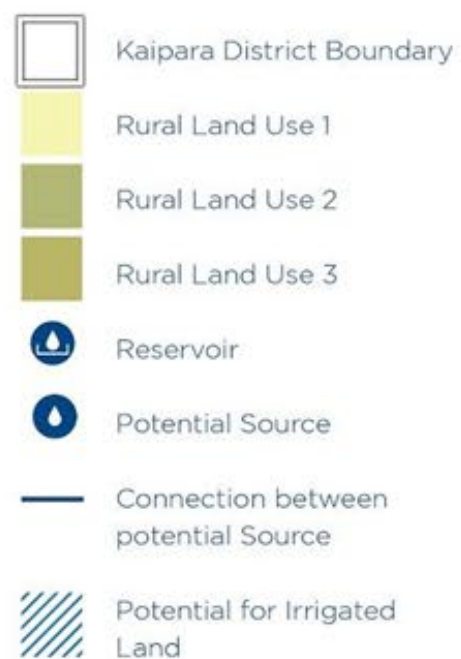 Kaipara District Boundary
Rural Land Use 1
Rural Land Use 2
Rural Land Use 3
Reservoir
Potential Source
Connection between
potential Source
Potential for Irrigated
Land